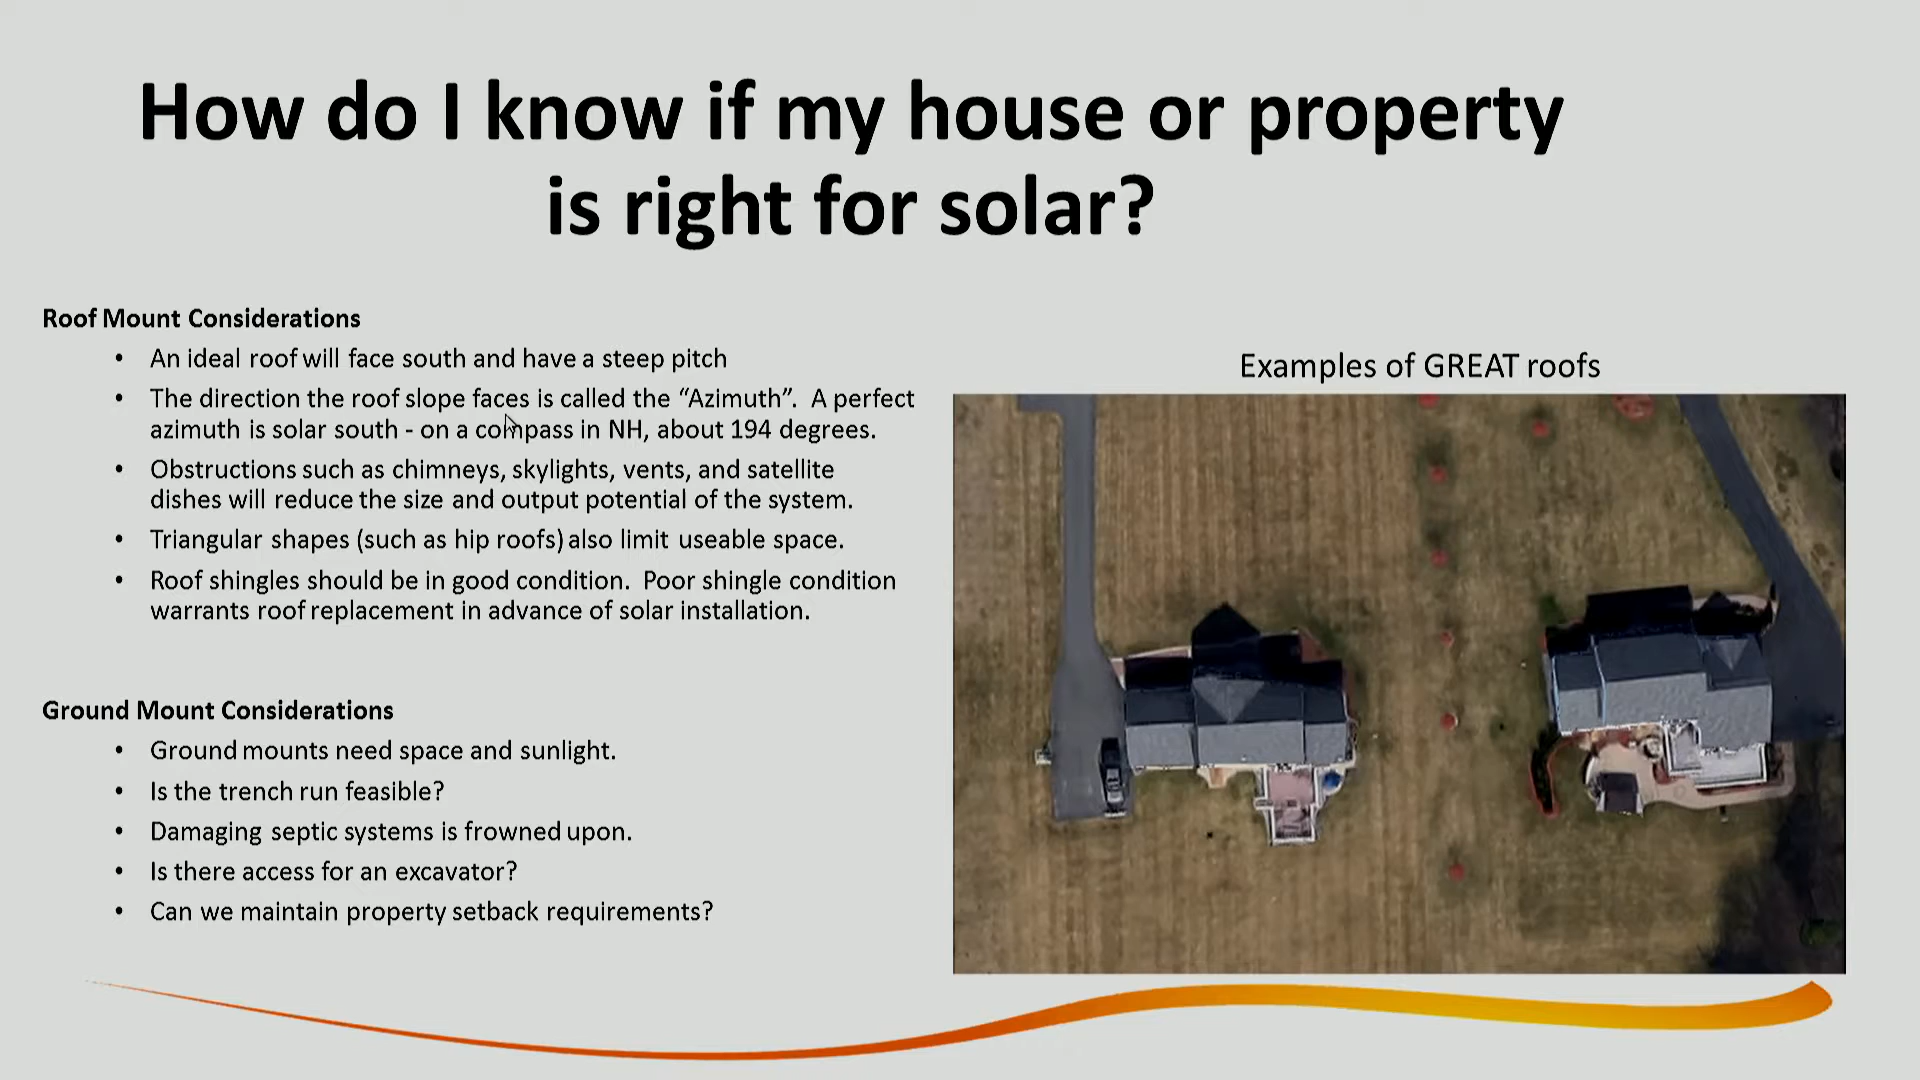 How do I know if my house or property
is right for solar?
Roof Mount Considerations
• An ideal roof will face south and have a steep pitch
• The direction the roof slope faces is called the “Azimuth”. A perfect
azimuth is solar south - on a compass in NH, about 194 degrees.
• Obstructions such as chimneys, skylights, vents, and satellite
dishes will reduce the size and output potential of the system.
• Triangular shapes (such as hip roofs) also limit useable space.
• Roof shingles should be in good condition. Poor shingle condition
warrants roof replacement in advance of solar installation.
Ground Mount Considerations
• Ground mounts need space and sunlight.
• Is the trench run feasible?
• Damaging septic systems is frowned upon.
• Is there access for an excavator?
• Can we maintain property setback requirements?
Examples of GREAT roofs